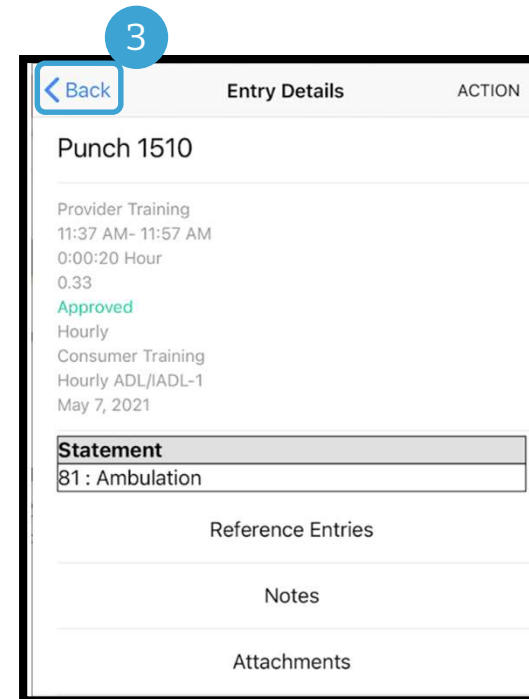 3
Back Entry Details ACTION
Punch 1510
Provider Training
11:37 AM- 11:57 AM
0:00:20 Hour
0.33
Approved
Hourly
Consumer Training
Hourly ADL/IADL-1
May 7, 2021
Statement
81 : Ambulation
Reference Entries
Notes
Attachments